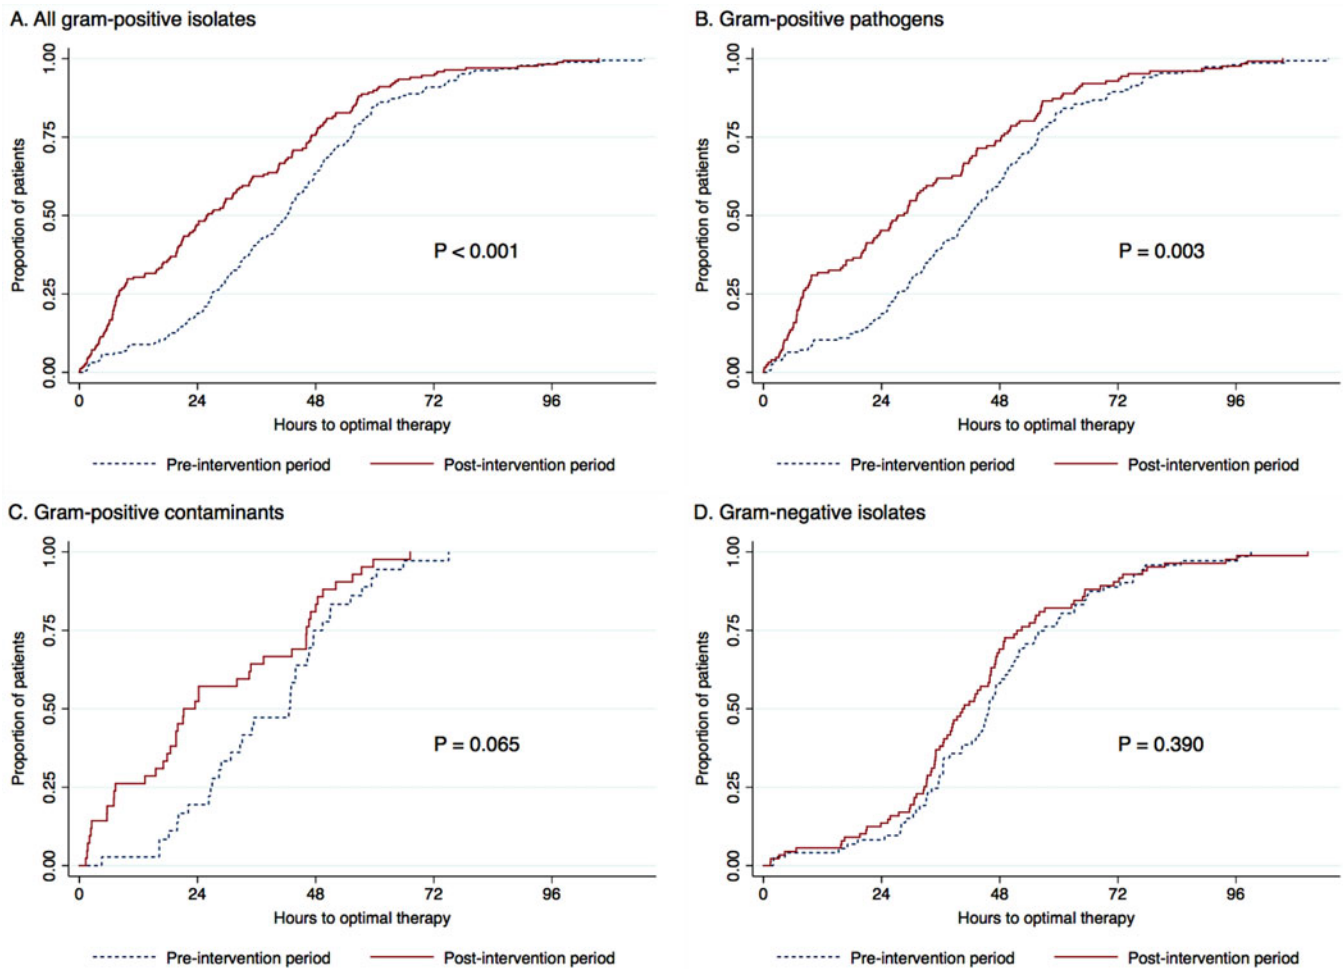 A. All gram-positive isolates
Proportion of patients
1.00
0.75
0.50
0.25
0.00
P < 0.001
0 24 48 72 96
Hours to optimal therapy
Pre-intervention period Post-intervention period
B. Gram-positive pathogens
Proportion of patients
1.00
0.75
0.50
0.25
0.00
P = 0.003
0 24 48 72 96
Hours to optimal therapy
Pre-intervention period Post-intervention period
C. Gram-positive contaminants
Proportion of patients
1.00
0.75
0.50
0.25
0.00
P = 0.065
0 24 48 72 96
Hours to optimal therapy
Pre-intervention period Post-intervention period
D. Gram-negative isolates
Proportion of patients
1.00
0.75
0.50
0.25
0.00
P = 0.390
0 24 48 72 96
Hours to optimal therapy
Pre-intervention period Post-intervention period